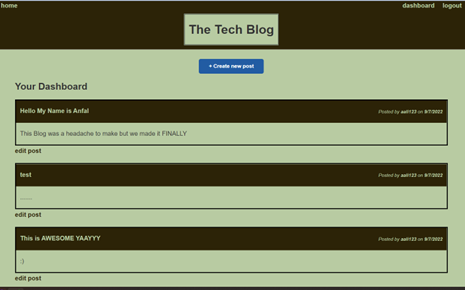 home
dashboard
logout
The Tech Blog
+ Create new post
Your Dashboard
Hello My Name is Anfal
Posted by aali123 on 9/7/2022
This Blog was a headache to make but we made it FINALLY
edit post
test
Posted by aali123 on 9/7/2022
edit post
This is AWESOME YAAYYY
Posted by aali123 on 9/7/2022
:)
edit post